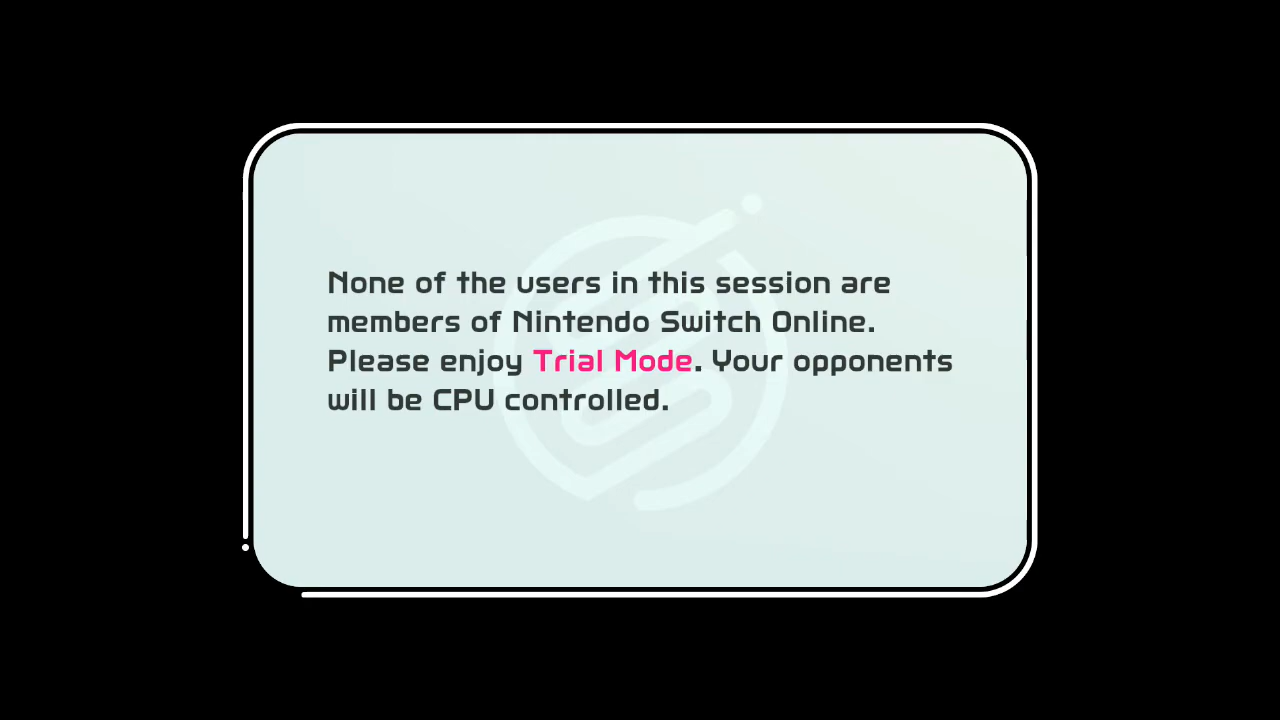 None of the users in this session are
members of Nintendo Switch Online.
Please enjoy Trial Mode. Your opponents
will be CPU controlled.